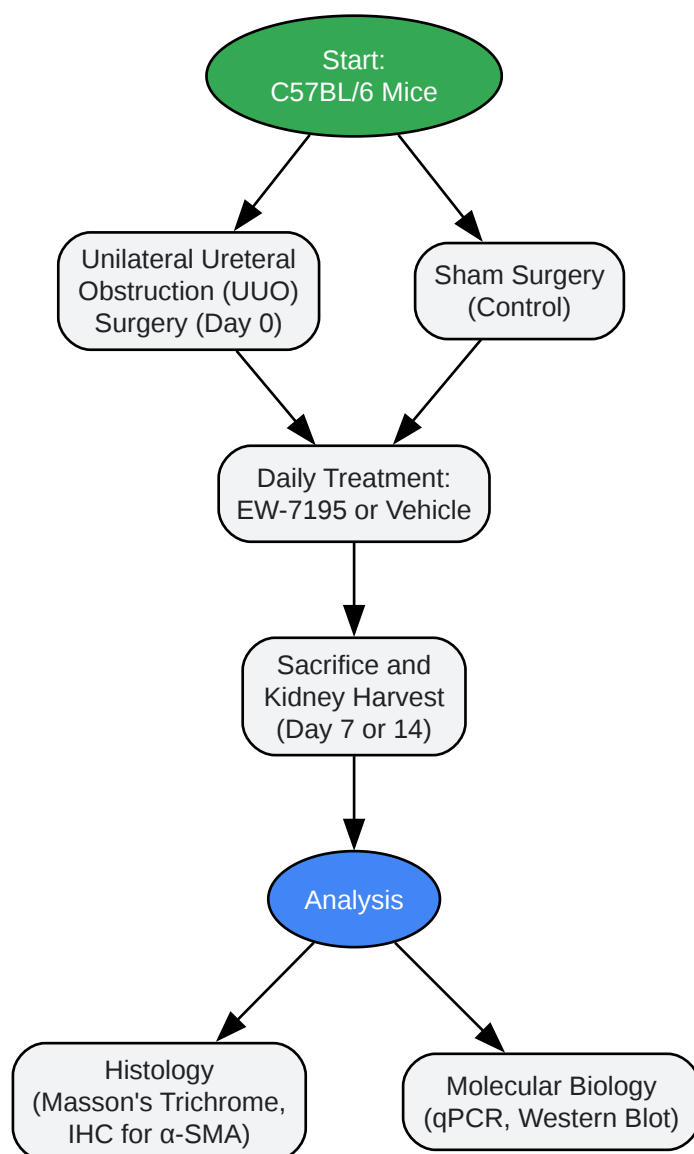 Start:
C57BL/6 Mice
Unilateral Ureteral
Obstruction (UUO)
Surgery (Day 0)
Sham Surgery
(Control)
Daily Treatment:
EW-7195 or Vehicle
Sacrifice and
Kidney Harvest
(Day 7 or 14)
Analysis
Histology
(Masson's Trichrome,
IHC for α-SMA)
Molecular Biology
(qPCR, Western Blot)